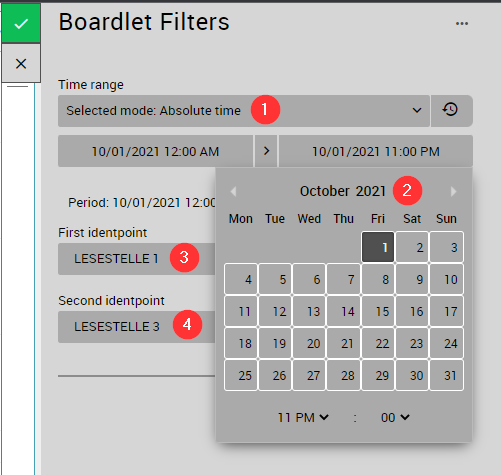 Boardlet Filters
Time range
Selected mode: Absolute time 1
10/01/2021 12:00 AM > 10/01/2021 11:00 PM
October 2021 2
Period: 10/01/2021 12:00
Mon Tue Wed Thu Fri Sat Sun
1 2 3
First identpoint
LESESTELLE 1 3
4 5 6 7 8 9 10
11 12 13 14 15 16 17
Second identpoint
LESESTELLE 3 4
18 19 20 21 22 23 24
25 26 27 28 29 30 31
11 PM : 00